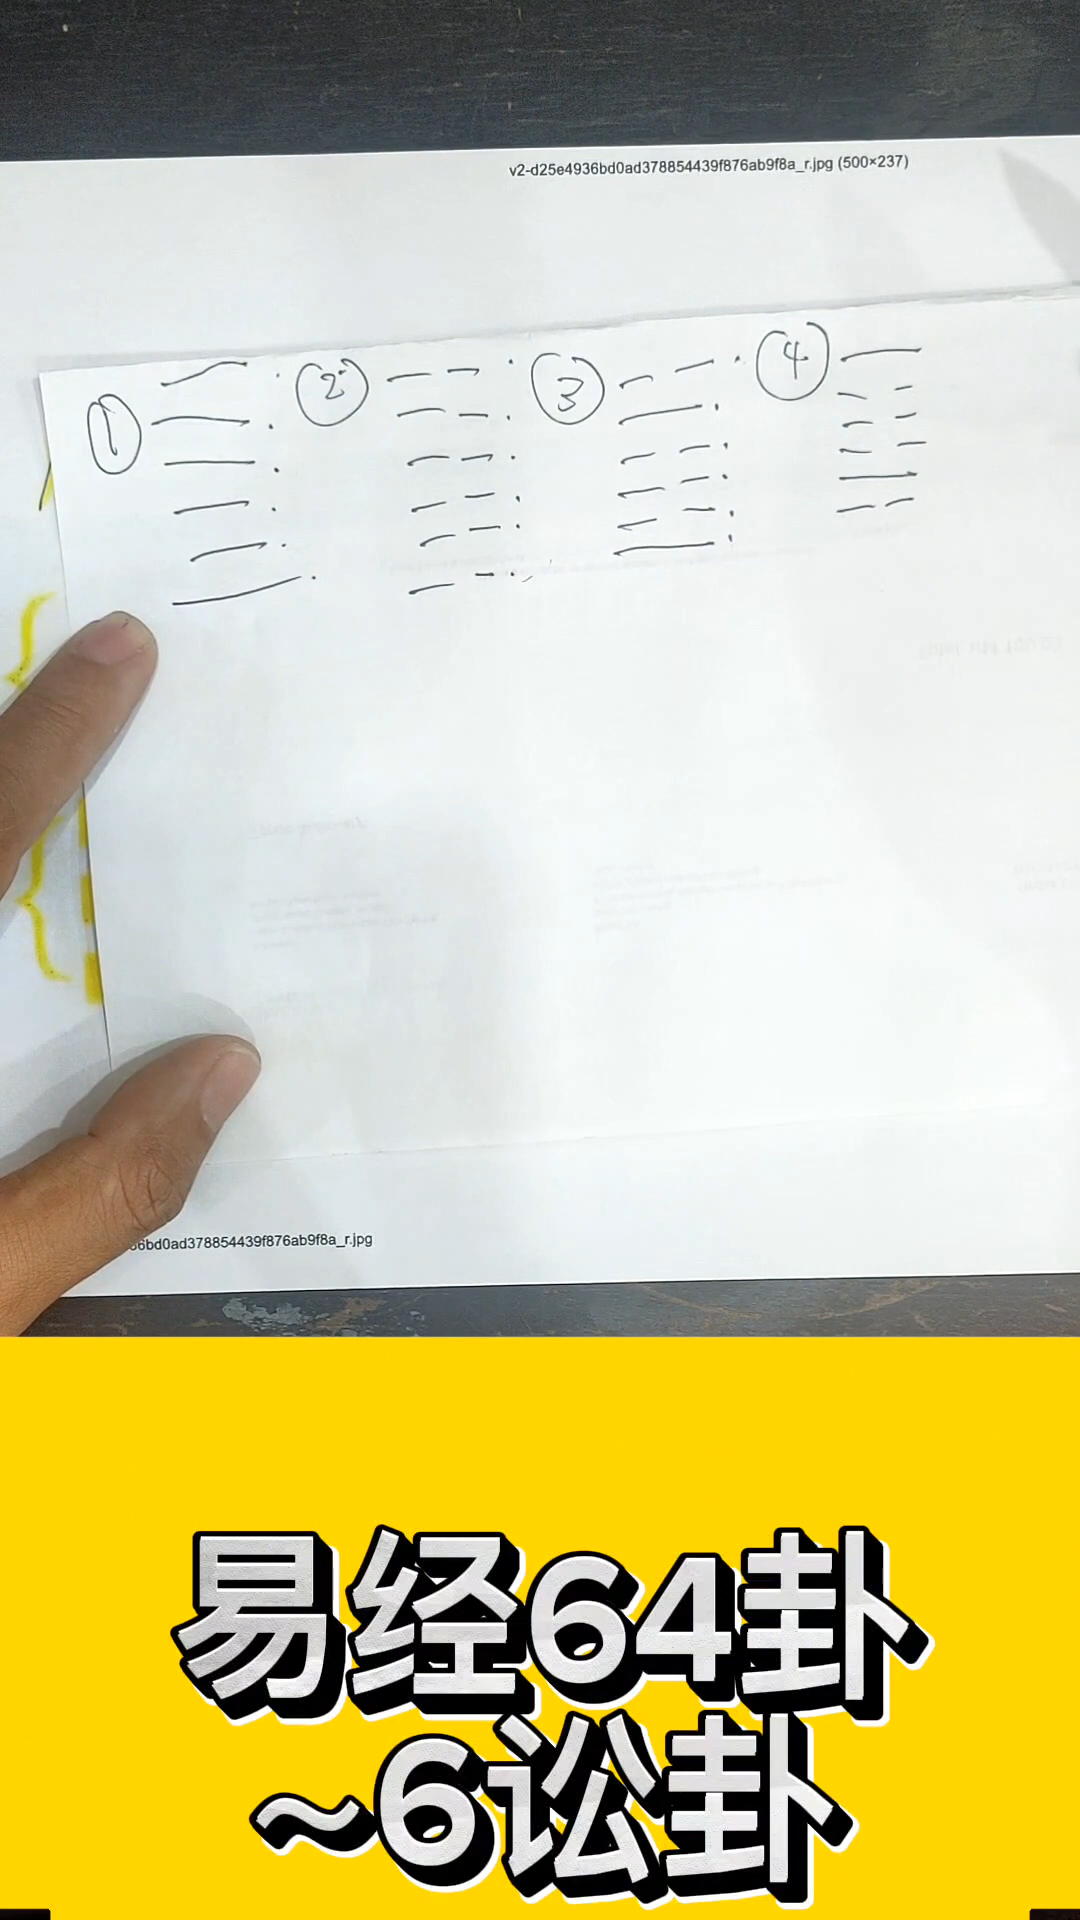 v2-d25e4936bd0ad378854439f876ab9f8a_r.jpg (500×237)
① ② ③ ④
6bd0ad378854439f876ab9f8a_r.jpg
易经64卦
~6讼卦